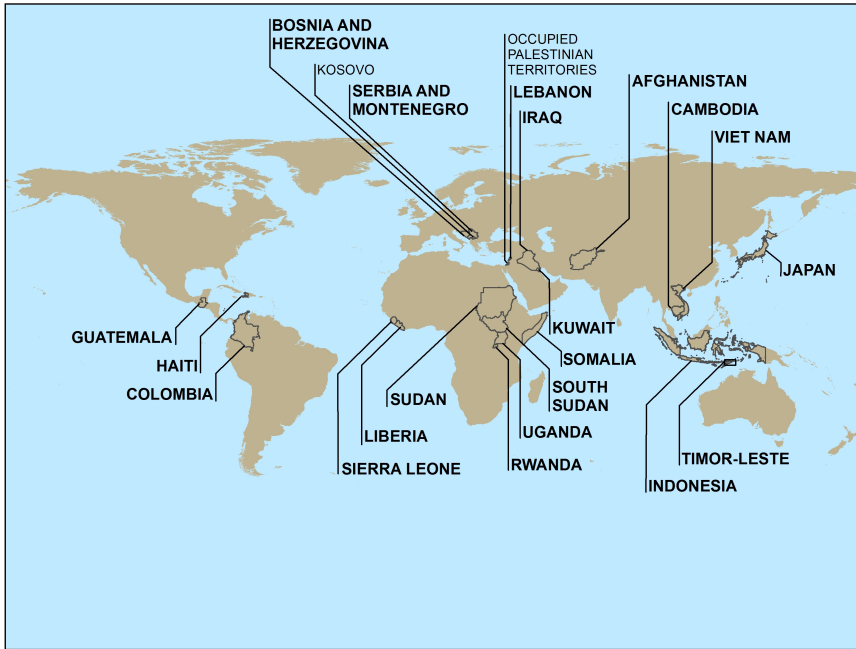 BOSNIA AND
HERZEGOVINA
KOSOVO
SERBIA AND
MONTENEGRO
OCCUPIED
PALESTINIAN
TERRITORIES
LEBANON
IRAQ
AFGHANISTAN
CAMBODIA
VIET NAM
JAPAN
GUATEMALA
HAITI
COLOMBIA
KUWAIT
SOMALIA
SUDAN
SOUTH
SUDAN
LIBERIA
UGANDA
SIERRA LEONE
RWANDA
TIMOR-LESTE
INDONESIA